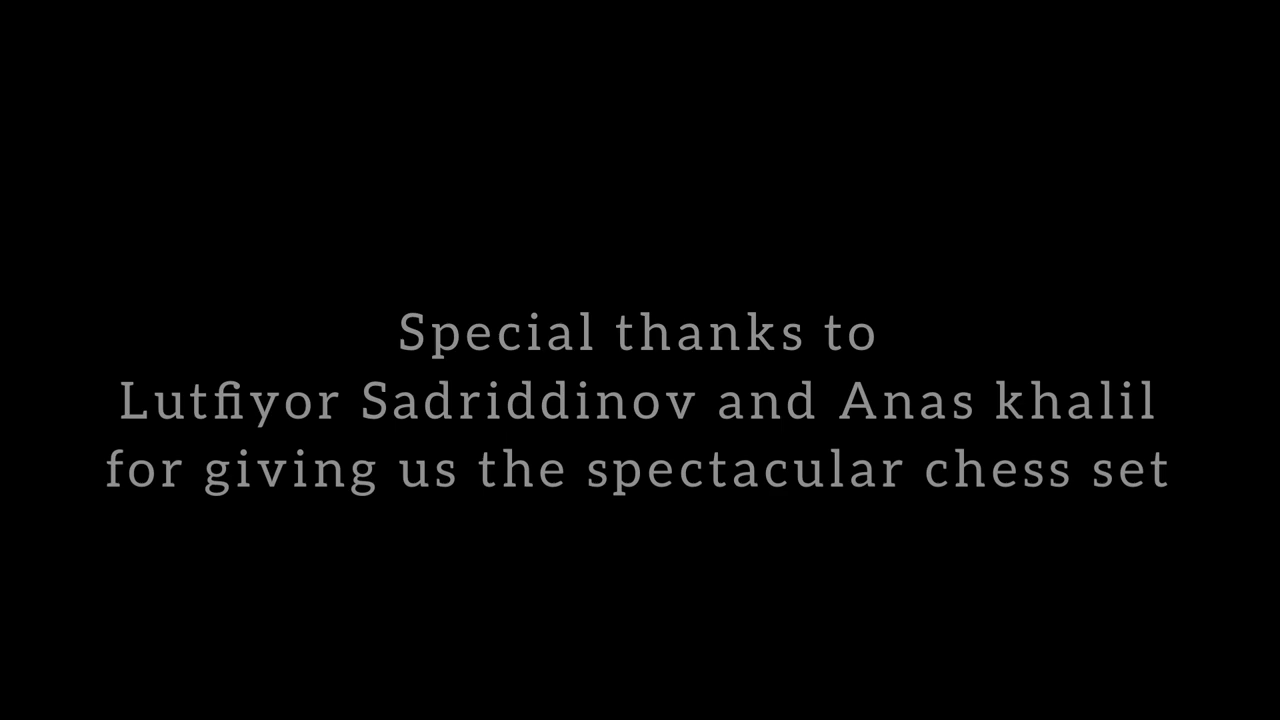 Special thanks to
Lutfiyor Sadriddinov and Anas khalil
for giving us the spectacular chess set